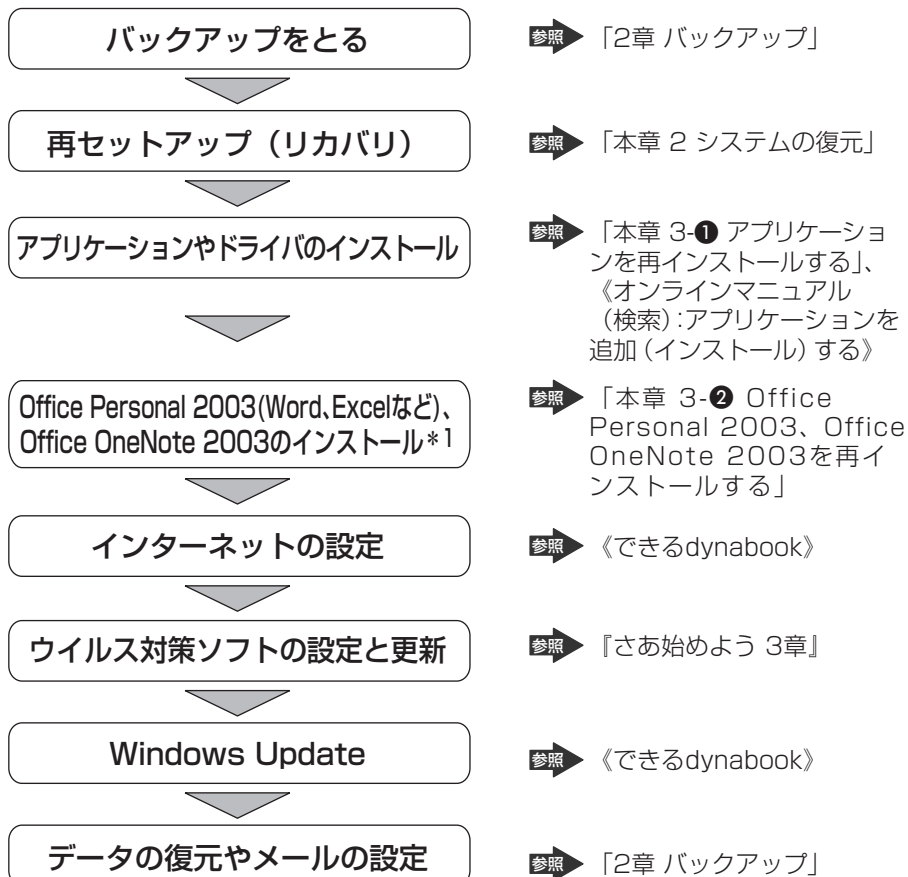 バックアップをとる
参照 「2章 バックアップ」
再セットアップ（リカバリ）
参照 「本章 2 システムの復元」
アプリケーションやドライバのインストール
参照 「本章 3-❶ アプリケーショ
ンを再インストールする」、
《オンラインマニュアル
（検索）：アプリケーションを
追加（インストール）する》
Office Personal 2003(Word、Excelなど)、
Office OneNote 2003のインストール＊1
参照 「本章 3-❷ Office
Personal 2003、Office
OneNote 2003を再イ
ンストールする」
インターネットの設定
参照 《できるdynabook》
ウイルス対策ソフトの設定と更新
参照 『さあ始めよう 3章』
Windows Update
参照 《できるdynabook》
データの復元やメールの設定
参照 「2章 バックアップ」